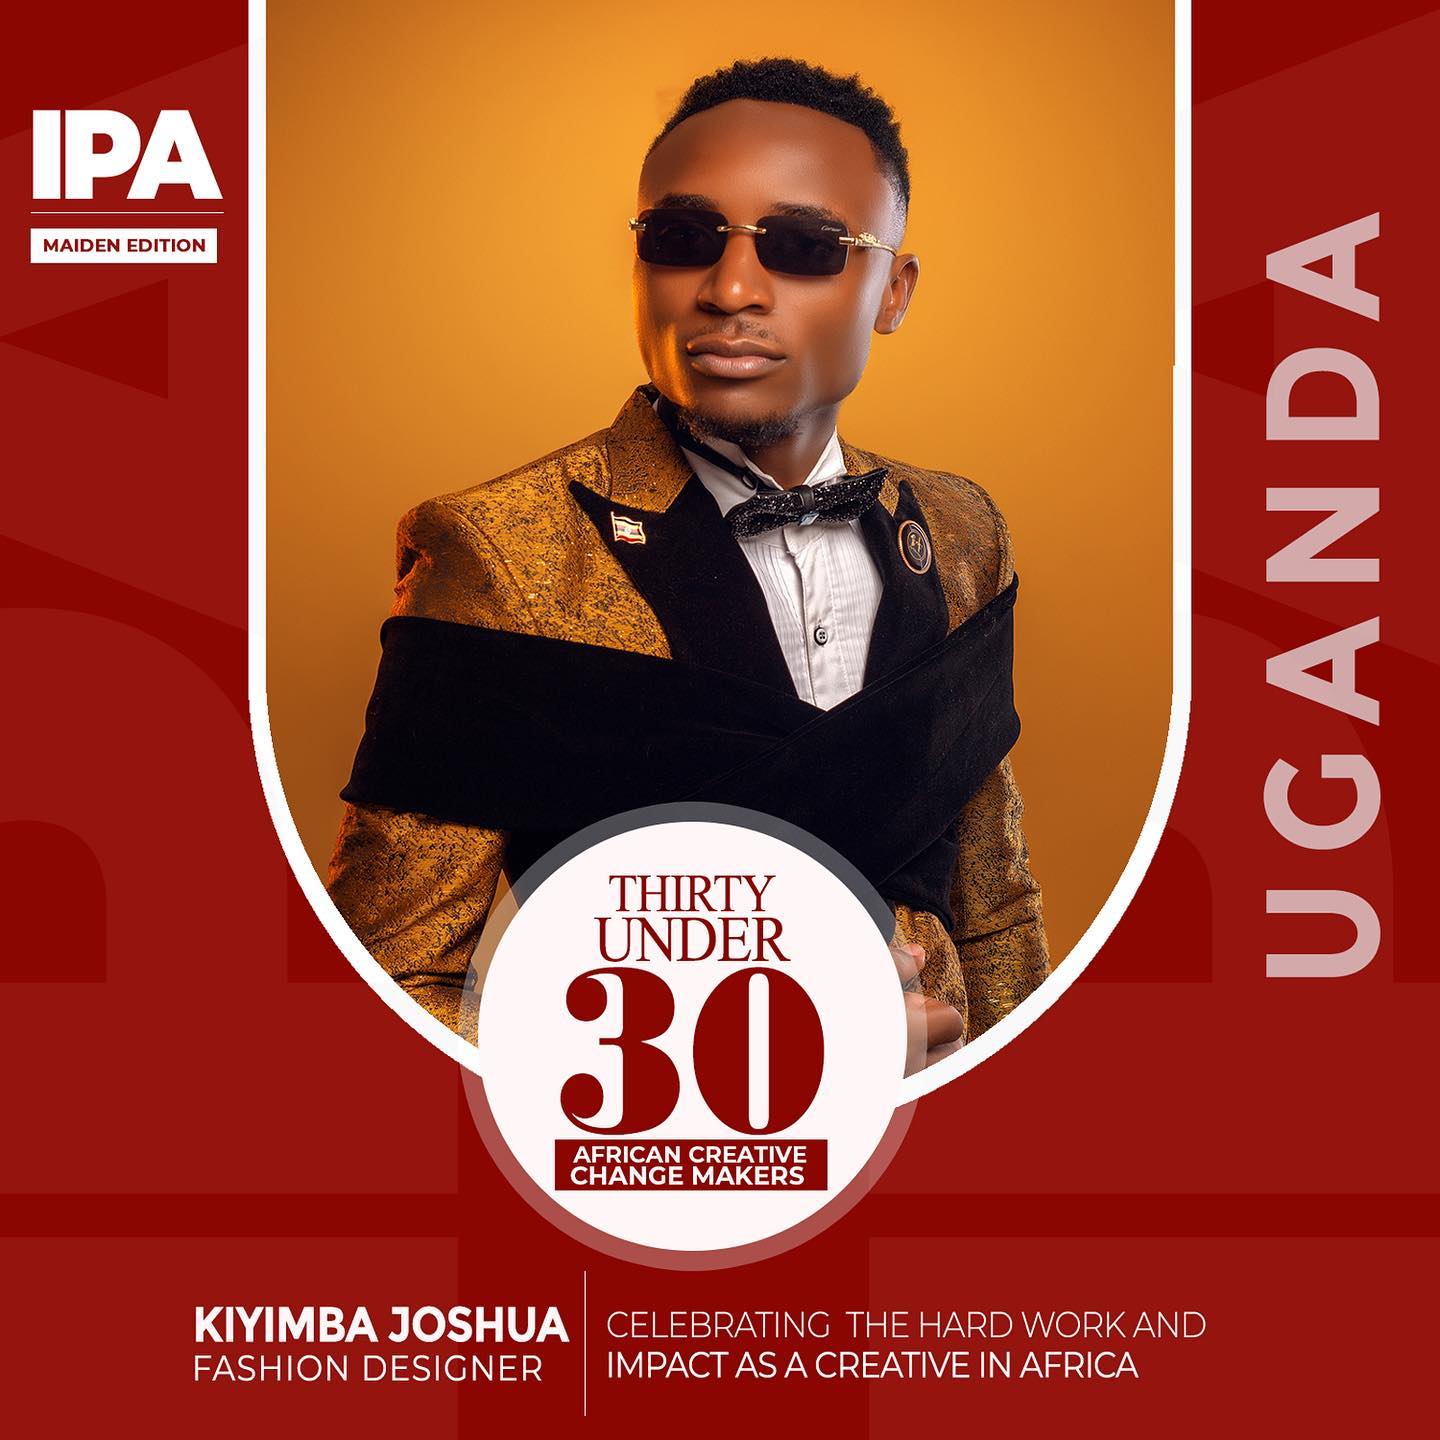 IPA
MAIDEN EDITION
UGANDA
THIRTY
UNDER
30
AFRICAN CREATIVE
CHANGE MAKERS
KIYIMBA JOSHUA
FASHION DESIGNER
CELEBRATING THE HARD WORK AND
IMPACT AS A CREATIVE IN AFRICA